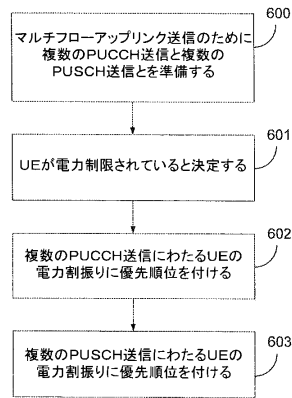 600
マルチフローアップリンク送信のために
複数のPUCCH送信と複数の
PUSCH送信とを準備する
601
UEが電力制限されていると決定する
602
複数のPUCCH送信にわたるUEの
電力割振りに優先順位を付ける
603
複数のPUSCH送信にわたるUEの
電力割振りに優先順位を付ける